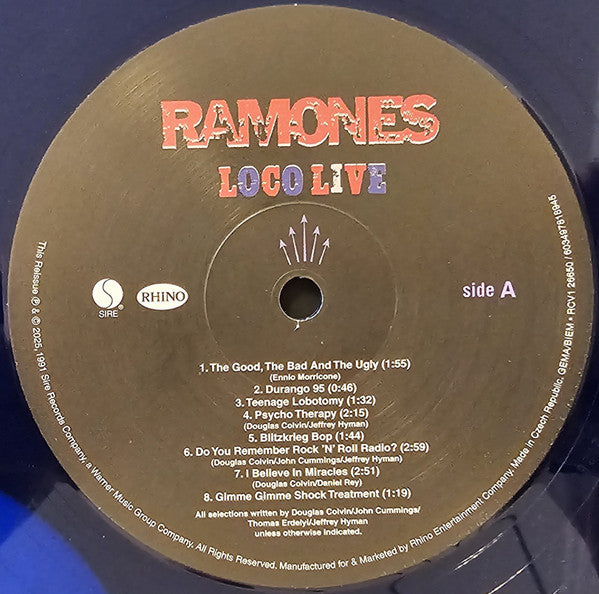 RAMONES
LOCO LIVE
SIRE
RHINO
side A
1. The Good, The Bad And The Ugly (1:55)
(Ennio Morricone)
2. Durango 95 (0:46)
3. Teenage Lobotomy (1:32)
4. Psycho Therapy (2:15)
(Douglas Colvin/Jeffrey Hyman)
5. Blitzkrieg Bop (1:44)
6. Do You Remember Rock 'N' Roll Radio? (2:59)
(Douglas Colvin/John Cummings/Jeffrey Hyman)
7. I Believe In Miracles (2:51)
(Douglas Colvin/Daniel Rey)
8. Gimme Gimme Shock Treatment (1:19)
All selections written by Douglas Colvin/John Cummings/
Thomas Erdelyi/Jeffrey Hyman
unless otherwise indicated.
This Reissue ℗ & © 2025, 1991 Sire Records Company, a Warner Music Group Company. All Rights Reserved. Manufactured for & Marketed by Rhino Entertainment Company. Made in Czech Republic. GEMA/BIEM • RCV1 26650 / 603497818945